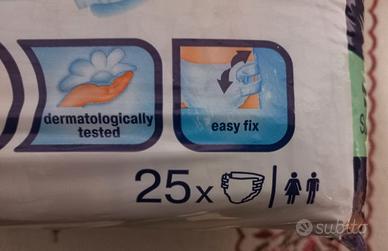 dermatologically
tested
easy fix
25x
subito